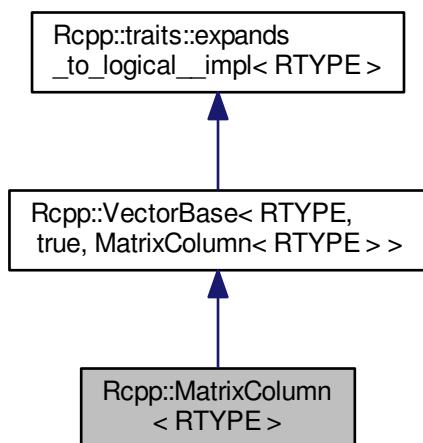 Rcpp::traits::expands
_to_logical__impl< RTYPE >
Rcpp::VectorBase< RTYPE,
true, MatrixColumn< RTYPE > >
Rcpp::MatrixColumn
< RTYPE >